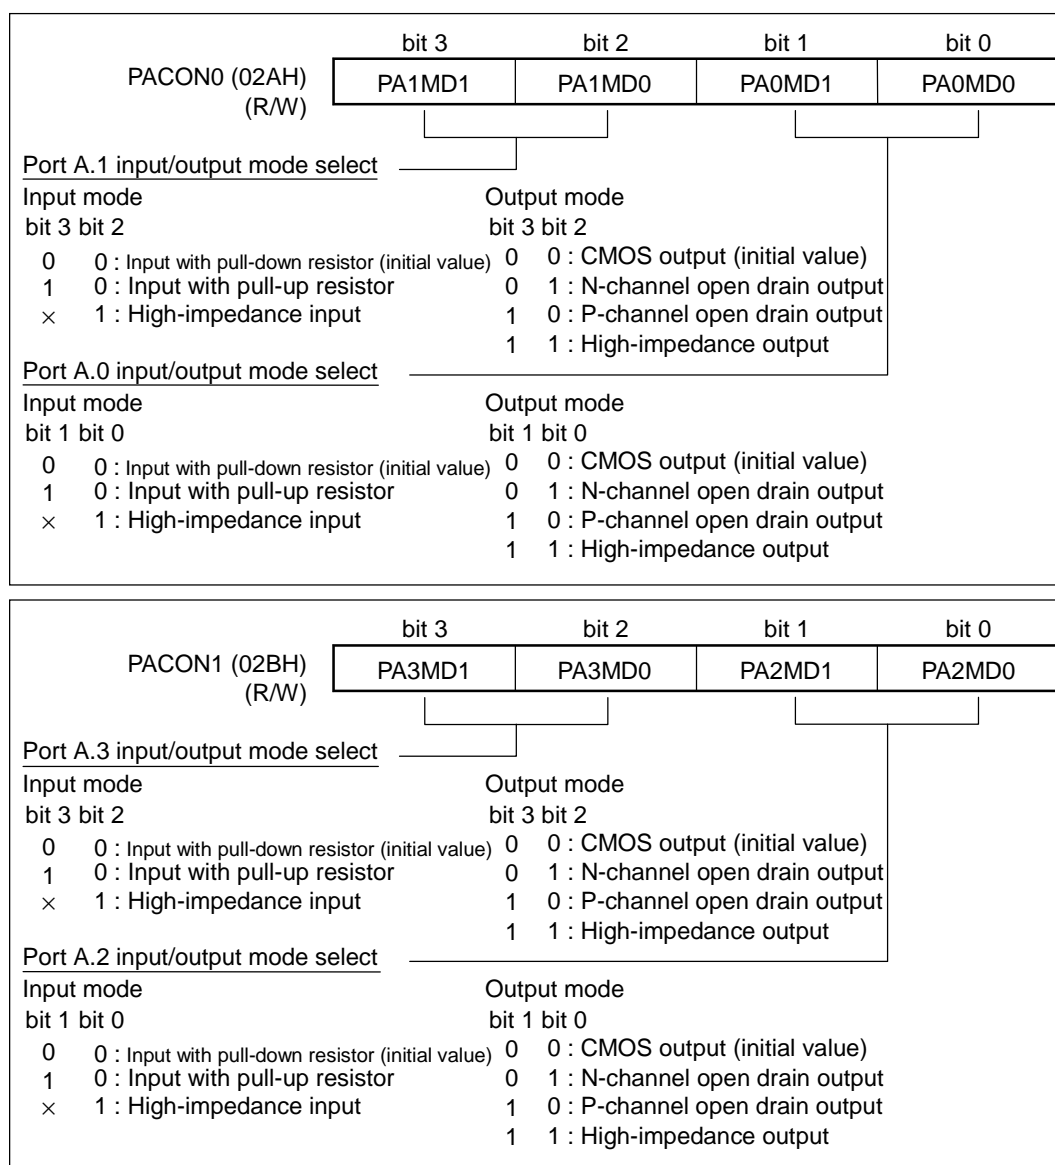 bit 3 bit 2 bit 1 bit 0
PACON0 (02AH) PA1MD1 PA1MD0 PA0MD1 PA0MD0
(R/W)
Port A.1 input/output mode select
Input mode Output mode
bit 3 bit 2 bit 3 bit 2
0 0 : Input with pull-down resistor (initial value) 0 0 : CMOS output (initial value)
1 0 : Input with pull-up resistor 0 1 : N-channel open drain output
× 1 : High-impedance input 1 0 : P-channel open drain output
1 1 : High-impedance output
Port A.0 input/output mode select
Input mode Output mode
bit 1 bit 0 bit 1 bit 0
0 0 : Input with pull-down resistor (initial value) 0 0 : CMOS output (initial value)
1 0 : Input with pull-up resistor 0 1 : N-channel open drain output
× 1 : High-impedance input 1 0 : P-channel open drain output
1 1 : High-impedance output
bit 3 bit 2 bit 1 bit 0
PACON1 (02BH) PA3MD1 PA3MD0 PA2MD1 PA2MD0
(R/W)
Port A.3 input/output mode select
Input mode Output mode
bit 3 bit 2 bit 3 bit 2
0 0 : Input with pull-down resistor (initial value) 0 0 : CMOS output (initial value)
1 0 : Input with pull-up resistor 0 1 : N-channel open drain output
× 1 : High-impedance input 1 0 : P-channel open drain output
1 1 : High-impedance output
Port A.2 input/output mode select
Input mode Output mode
bit 1 bit 0 bit 1 bit 0
0 0 : Input with pull-down resistor (initial value) 0 0 : CMOS output (initial value)
1 0 : Input with pull-up resistor 0 1 : N-channel open drain output
× 1 : High-impedance input 1 0 : P-channel open drain output
1 1 : High-impedance output